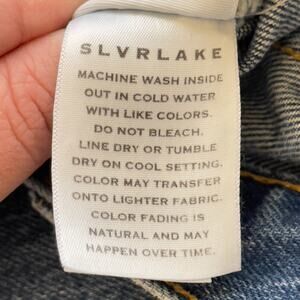 SLVRLAKE
MACHINE WASH INSIDE
OUT IN COLD WATER
WITH LIKE COLORS.
DO NOT BLEACH.
LINE DRY OR TUMBLE
DRY ON COOL SETTING.
COLOR MAY TRANSFER
ONTO LIGHTER FABRIC.
COLOR FADING IS
NATURAL AND MAY
HAPPEN OVER TIME.